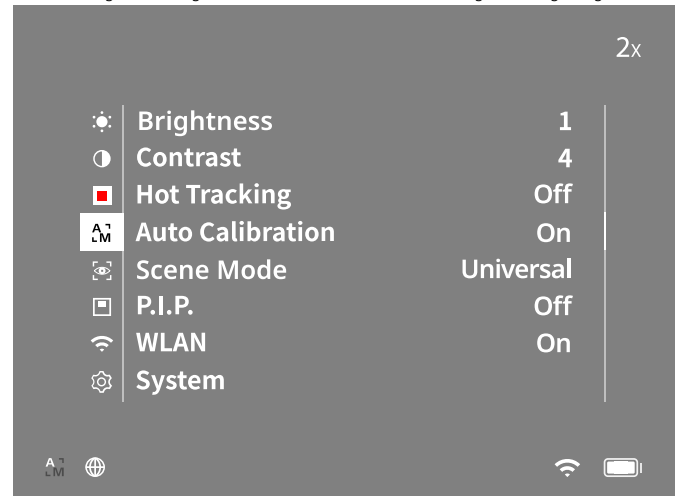 2x
Brightness 1
Contrast 4
Hot Tracking Off
A M Auto Calibration On
Scene Mode Universal
P.I.P. Off
WLAN On
System
A M